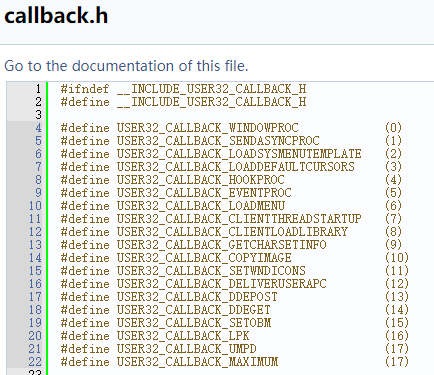 callback.h
Go to the documentation of this file.
1 #ifndef __INCLUDE_USER32_CALLBACK_H
2 #define __INCLUDE_USER32_CALLBACK_H
3
4 #define USER32_CALLBACK_WINDOWPROC (0)
5 #define USER32_CALLBACK_SENDASYNCPROC (1)
6 #define USER32_CALLBACK_LOADSYSMENUTEMPLATE (2)
7 #define USER32_CALLBACK_LOADDEFAULTCURSORS (3)
8 #define USER32_CALLBACK_HOOKPROC (4)
9 #define USER32_CALLBACK_EVENTPROC (5)
10 #define USER32_CALLBACK_LOADMENU (6)
11 #define USER32_CALLBACK_CLIENTTHREADSTARTUP (7)
12 #define USER32_CALLBACK_CLIENTLOADLIBRARY (8)
13 #define USER32_CALLBACK_GETCHARSETINFO (9)
14 #define USER32_CALLBACK_COPYIMAGE (10)
15 #define USER32_CALLBACK_SETWNDICONS (11)
16 #define USER32_CALLBACK_DELIVERUSERAPC (12)
17 #define USER32_CALLBACK_DDEPOST (13)
18 #define USER32_CALLBACK_DDEGET (14)
19 #define USER32_CALLBACK_SETOBM (15)
20 #define USER32_CALLBACK_LPK (16)
21 #define USER32_CALLBACK_UMPD (17)
22 #define USER32_CALLBACK_MAXIMUM (17)
23